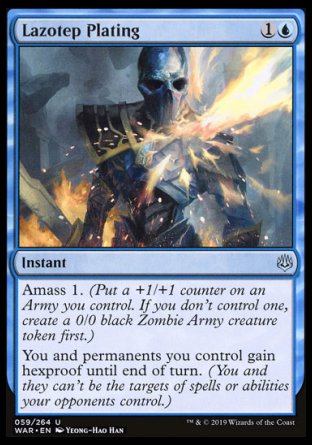 Lazotep Plating 1
Instant
Amass 1. (Put a +1/+1 counter on an
Army you control. If you don't control one,
create a 0/0 black Zombie Army creature
token first.)
You and permanents you control gain
hexproof until end of turn. (You and
they can't be the targets of spells or abilities
your opponents control.)
059/264 U
WAR • EN Yeong-Hao Han
™ & © 2019 Wizards of the Coast